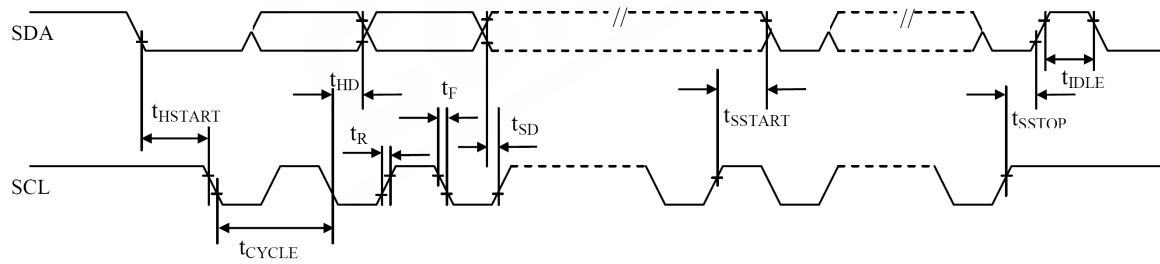 SDA
tHD
tF
tIDLE
tHSTART
tR
tSD
tSSTART
tSSTOP
SCL
tCYCLE